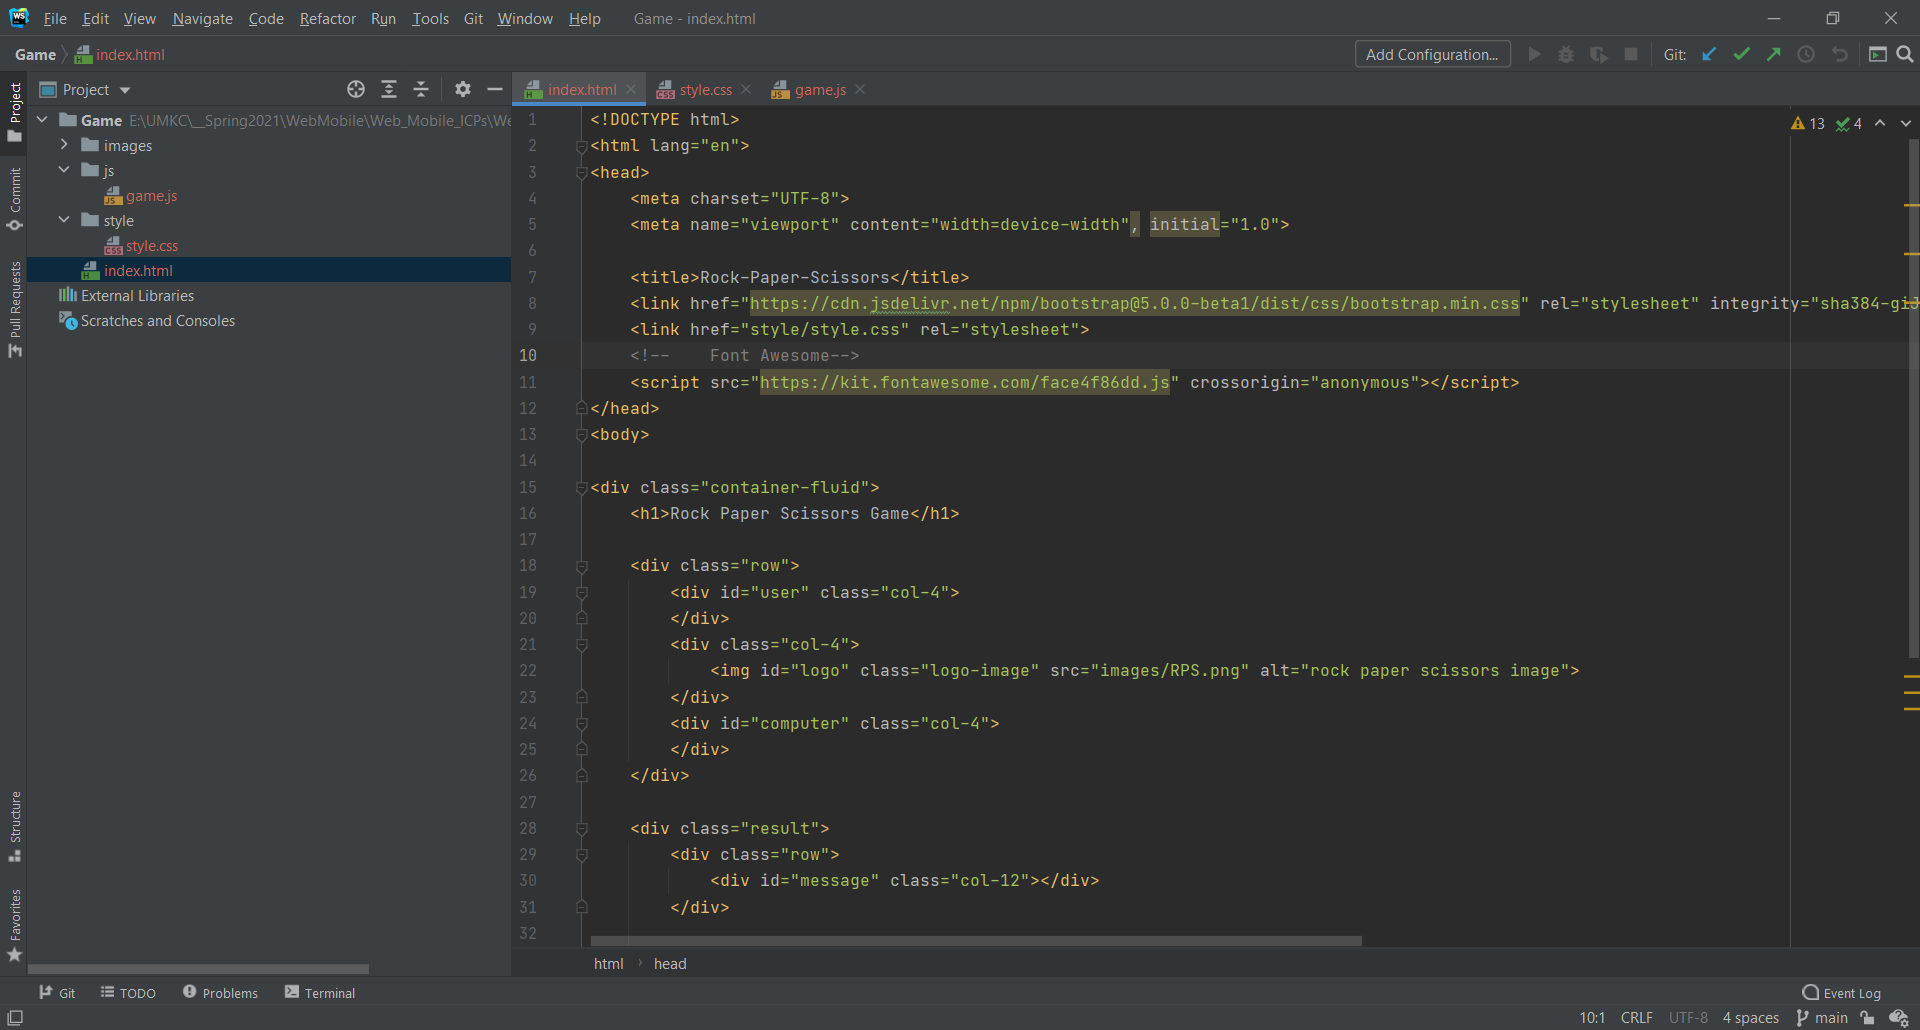 File Edit View Navigate Code Refactor Run Tools Git Window Help Game - index.html
Game index.html Add Configuration... Git:
Project
Commit
Pull Requests
Structure
Favorites
Project
Game E:\UMKC\__Spring2021\WebMobile\Web_Mobile_ICPs\We
images
js
game.js
style
style.css
index.html
External Libraries
Scratches and Consoles
index.html style.css game.js
13 4
1 <!DOCTYPE html>
2 <html lang="en">
3 <head>
4 <meta charset="UTF-8">
5 <meta name="viewport" content="width=device-width", initial="1.0">
6
7 <title>Rock-Paper-Scissors</title>
8 <link href="https://cdn.jsdelivr.net/npm/bootstrap@5.0.0-beta1/dist/css/bootstrap.min.css" rel="stylesheet" integrity="sha384-giJ
9 <link href="style/style.css" rel="stylesheet">
10 <!-- Font Awesome-->
11 <script src="https://kit.fontawesome.com/face4f86dd.js" crossorigin="anonymous"></script>
12 </head>
13 <body>
14
15 <div class="container-fluid">
16 <h1>Rock Paper Scissors Game</h1>
17
18 <div class="row">
19 <div id="user" class="col-4">
20 </div>
21 <div class="col-4">
22 <img id="logo" class="logo-image" src="images/RPS.png" alt="rock paper scissors image">
23 </div>
24 <div id="computer" class="col-4">
25 </div>
26 </div>
27
28 <div class="result">
29 <div class="row">
30 <div id="message" class="col-12"></div>
31 </div>
32
html head
Git TODO Problems Terminal Event Log
10:1 CRLF UTF-8 4 spaces main